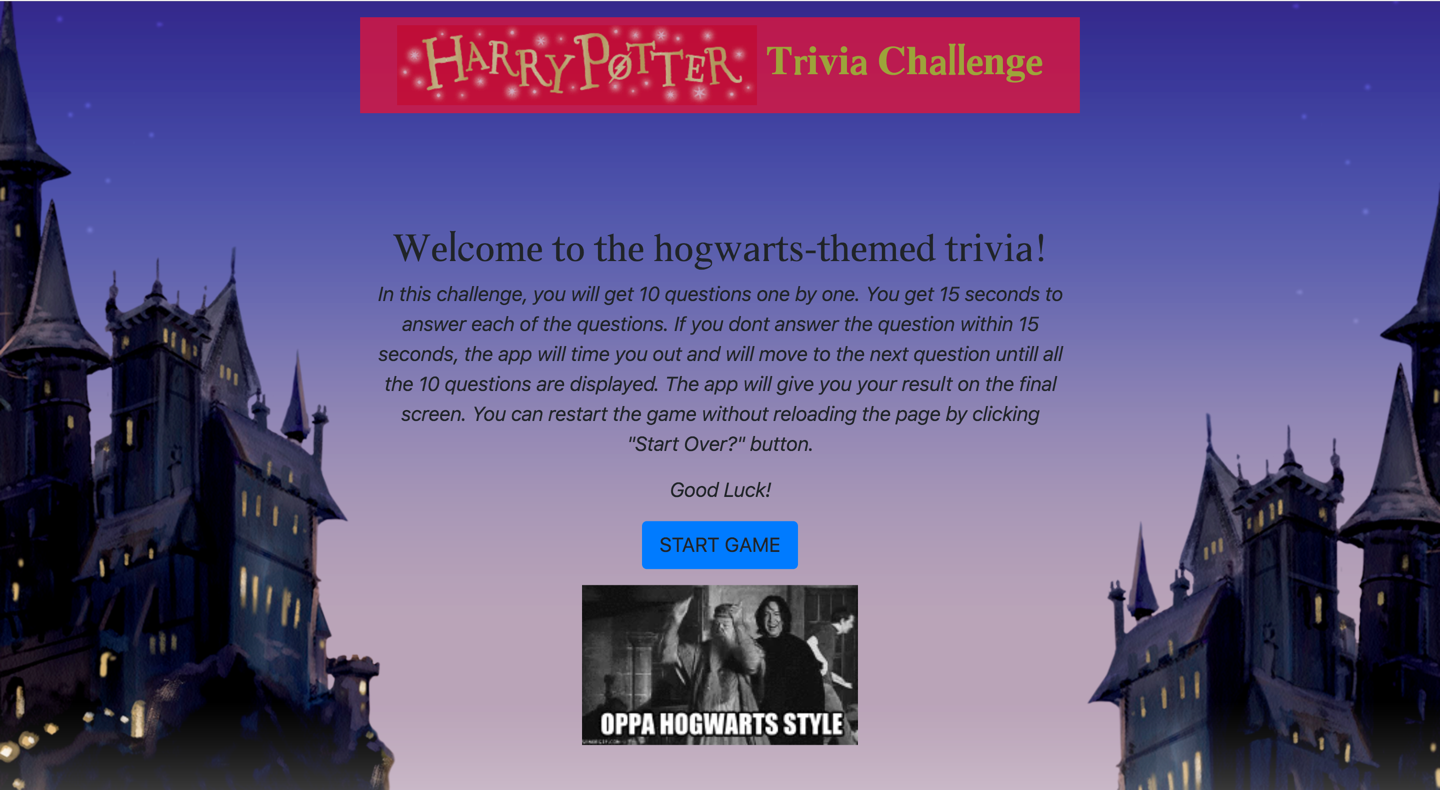 HARRY POTTER Trivia Challenge
Welcome to the hogwarts-themed trivia!
In this challenge, you will get 10 questions one by one. You get 15 seconds to
answer each of the questions. If you dont answer the question within 15
seconds, the app will time you out and will move to the next question untill all
the 10 questions are displayed. The app will give you your result on the final
screen. You can restart the game without reloading the page by clicking
"Start Over?" button.
Good Luck!
START GAME
OPPA HOGWARTS STYLE